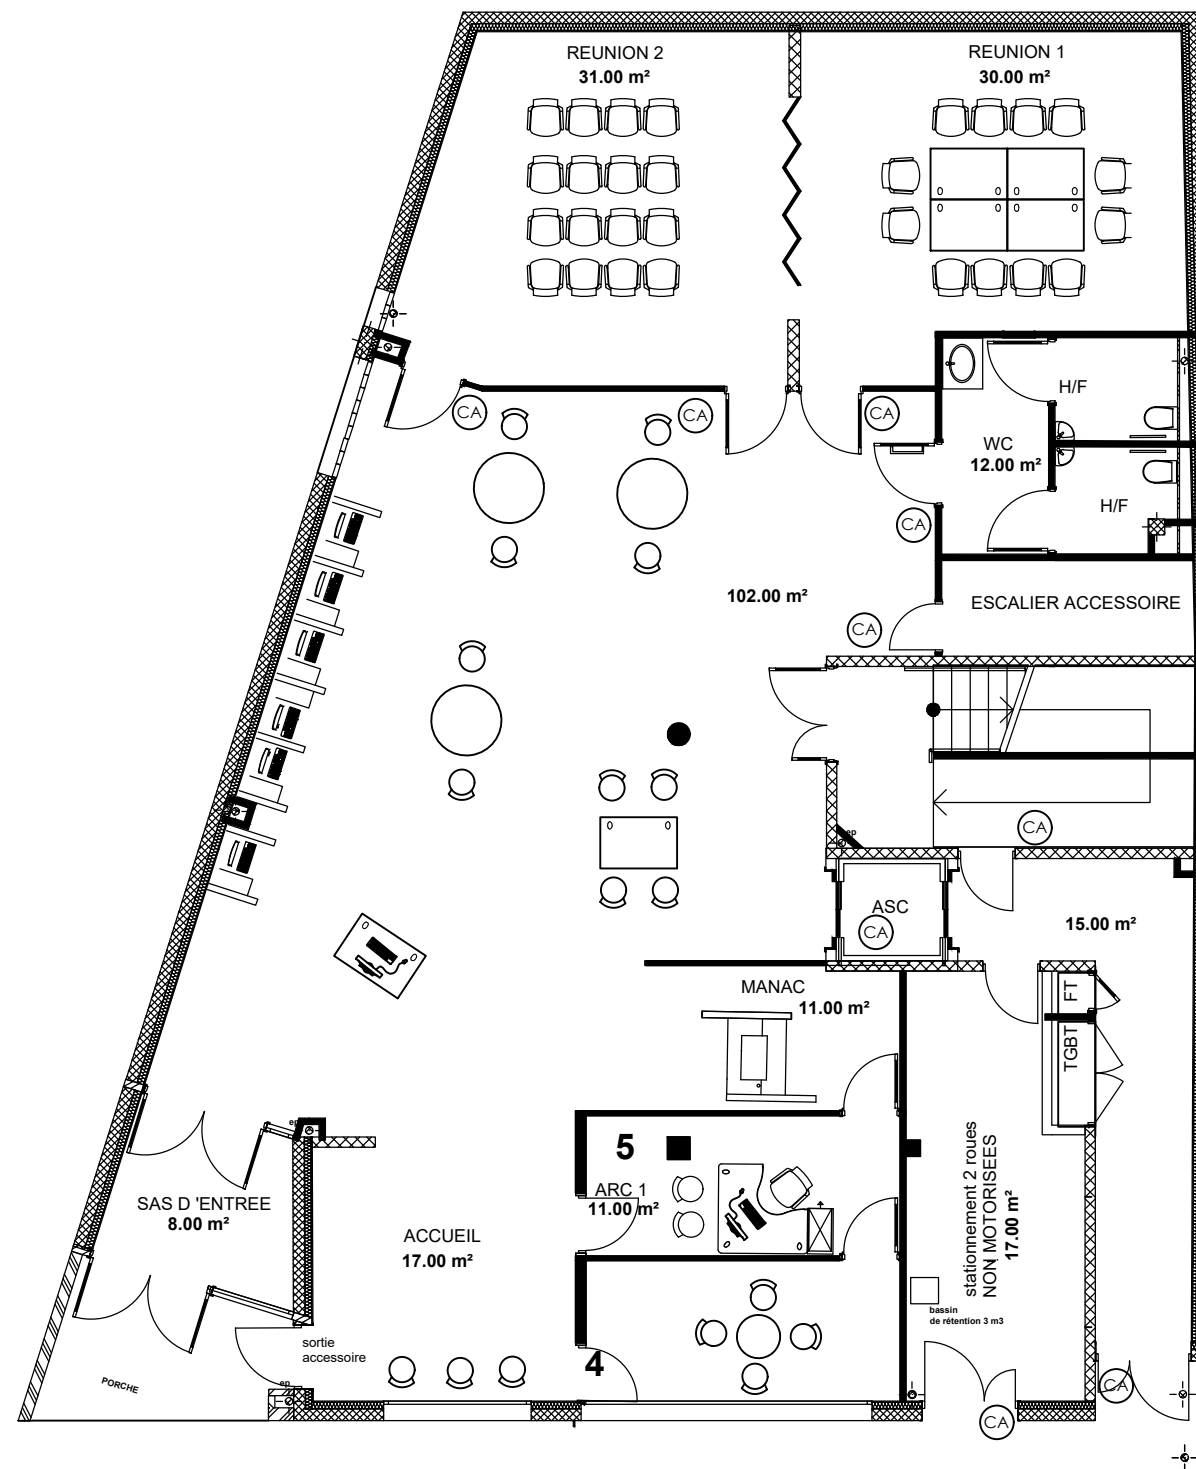 REUNION 2
31.00 m²
REUNION 1
30.00 m²
H/F
CA
CA
CA
WC
12.00 m²
H/F
CA
102.00 m²
ESCALIER ACCESSOIRE
CA
CA
ep
ASC
CA
15.00 m²
MANAC
11.00 m²
FT
TGBT
ep
5
ARC 1
11.00 m²
SAS D 'ENTREE
8.00 m²
ACCUEIL
17.00 m²
stationnement 2 roues
NON MOTORISEES
17.00 m²
bassin
de rétention 3 m3
sortie
accessoire
4
PORCHE
ep
CA
CA